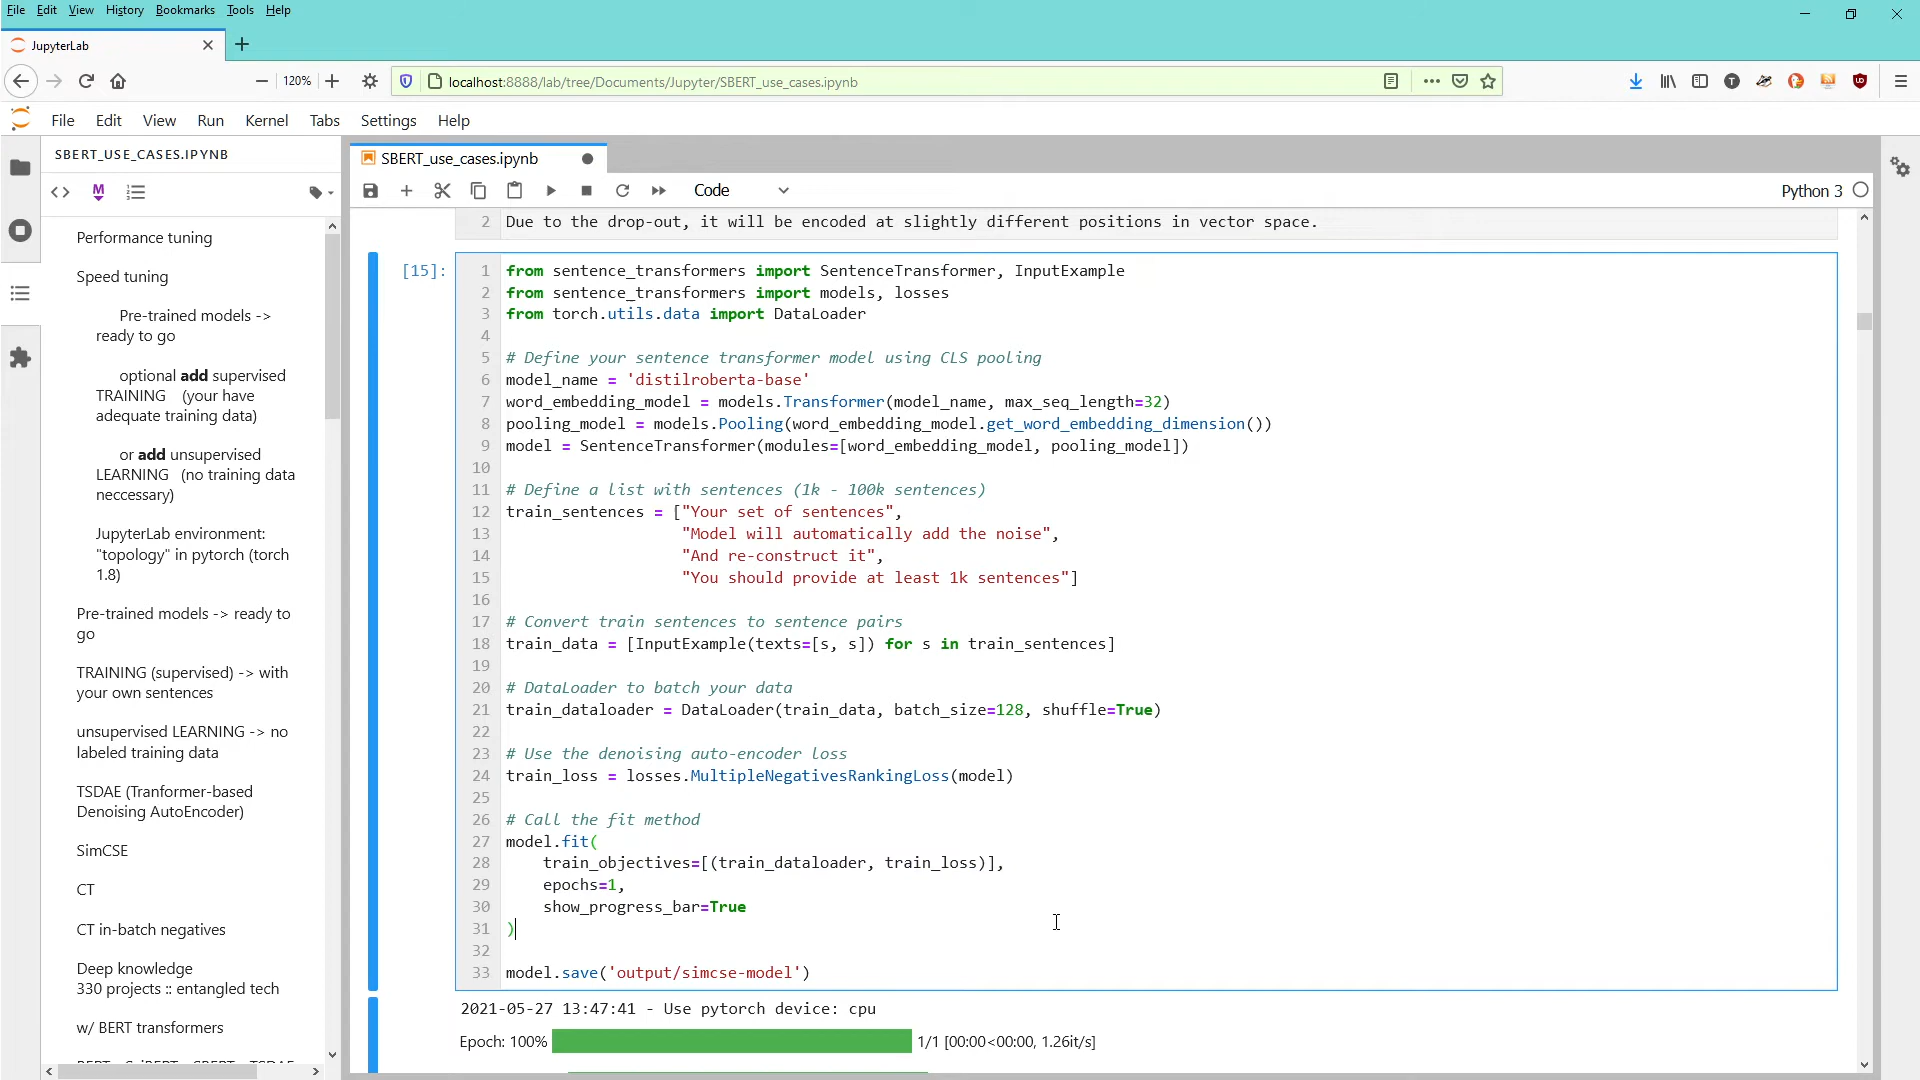 File Edit View History Bookmarks Tools Help
JupyterLab
120%
localhost:8888/lab/tree/Documents/Jupyter/SBERT_use_cases.ipynb
File Edit View Run Kernel Tabs Settings Help
SBERT_USE_CASES.IPYNB
Performance tuning
Speed tuning
Pre-trained models ->
ready to go
optional add supervised
TRAINING (your have
adequate training data)
or add unsupervised
LEARNING (no training data
neccessary)
JupyterLab environment:
"topology" in pytorch (torch
1.8)
Pre-trained models -> ready to
go
TRAINING (supervised) -> with
your own sentences
unsupervised LEARNING -> no
labeled training data
TSDAE (Tranformer-based
Denoising AutoEncoder)
SimCSE
CT
CT in-batch negatives
Deep knowledge
330 projects :: entangled tech
w/ BERT transformers
SBERT_use_cases.ipynb
Code
Python 3
2 Due to the drop-out, it will be encoded at slightly different positions in vector space.
[15]:
1 from sentence_transformers import SentenceTransformer, InputExample
2 from sentence_transformers import models, losses
3 from torch.utils.data import DataLoader
4
5 # Define your sentence transformer model using CLS pooling
6 model_name = 'distilroberta-base'
7 word_embedding_model = models.Transformer(model_name, max_seq_length=32)
8 pooling_model = models.Pooling(word_embedding_model.get_word_embedding_dimension())
9 model = SentenceTransformer(modules=[word_embedding_model, pooling_model])
10
11 # Define a list with sentences (1k - 100k sentences)
12 train_sentences = ["Your set of sentences",
13 "Model will automatically add the noise",
14 "And re-construct it",
15 "You should provide at least 1k sentences"]
16
17 # Convert train sentences to sentence pairs
18 train_data = [InputExample(texts=[s, s]) for s in train_sentences]
19
20 # DataLoader to batch your data
21 train_dataloader = DataLoader(train_data, batch_size=128, shuffle=True)
22
23 # Use the denoising auto-encoder loss
24 train_loss = losses.MultipleNegativesRankingLoss(model)
25
26 # Call the fit method
27 model.fit(
28 train_objectives=[(train_dataloader, train_loss)],
29 epochs=1,
30 show_progress_bar=True
31 )
32
33 model.save('output/simcse-model')
2021-05-27 13:47:41 - Use pytorch device: cpu
Epoch: 100% 1/1 [00:00<00:00, 1.26it/s]